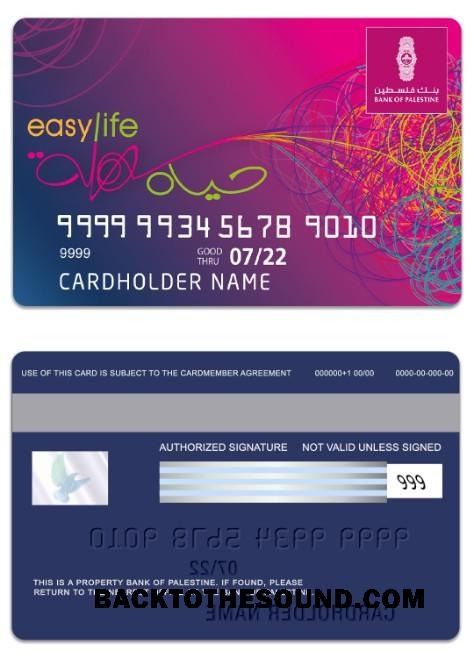 بنك فلسطين
BANK OF PALESTINE
easy/life
حياة سهلة
9999 9934 5678 9010
9999
GOOD THRU 07/22
CARDHOLDER NAME
USE OF THIS CARD IS SUBJECT TO THE CARDMEMBER AGREEMENT 000000+1 00/00 0000-00-000-00
AUTHORIZED SIGNATURE NOT VALID UNLESS SIGNED
999
9999 9934 5678 9010
07/22
THIS IS A PROPERTY BANK OF PALESTINE. IF FOUND, PLEASE
RETURN TO
BACKTOTHESOUND.COM
CARDHOLDER NAME